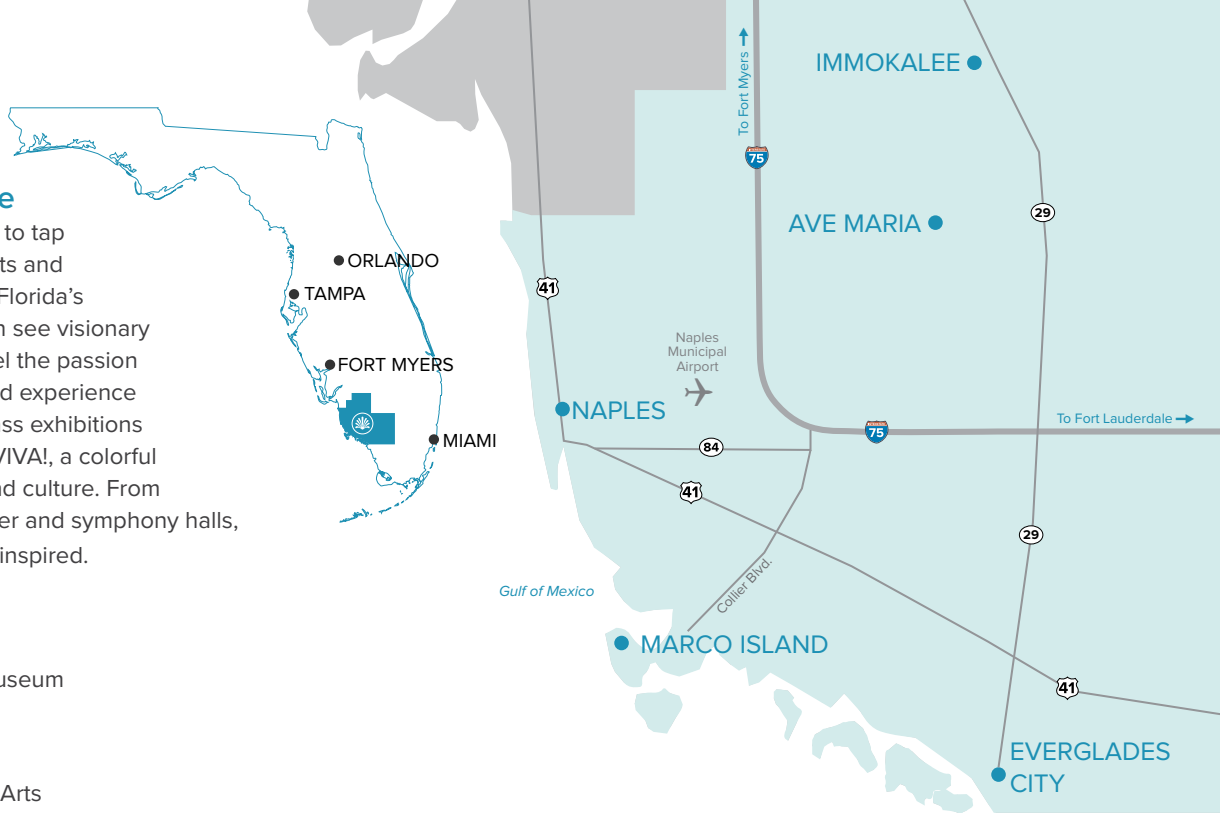 e
to tap
ts and
Florida's
n see visionary
el the passion
d experience
ass exhibitions
VIVA!, a colorful
nd culture. From
er and symphony halls,
inspired.
useum
Arts
ORLANDO
TAMPA
FORT MYERS
MIAMI
To Fort Myers
IMMOKALEE
75
29
AVE MARIA
41
Naples
Municipal
Airport
NAPLES
To Fort Lauderdale
75
84
41
29
Gulf of Mexico
Collier Blvd.
MARCO ISLAND
41
EVERGLADES
CITY